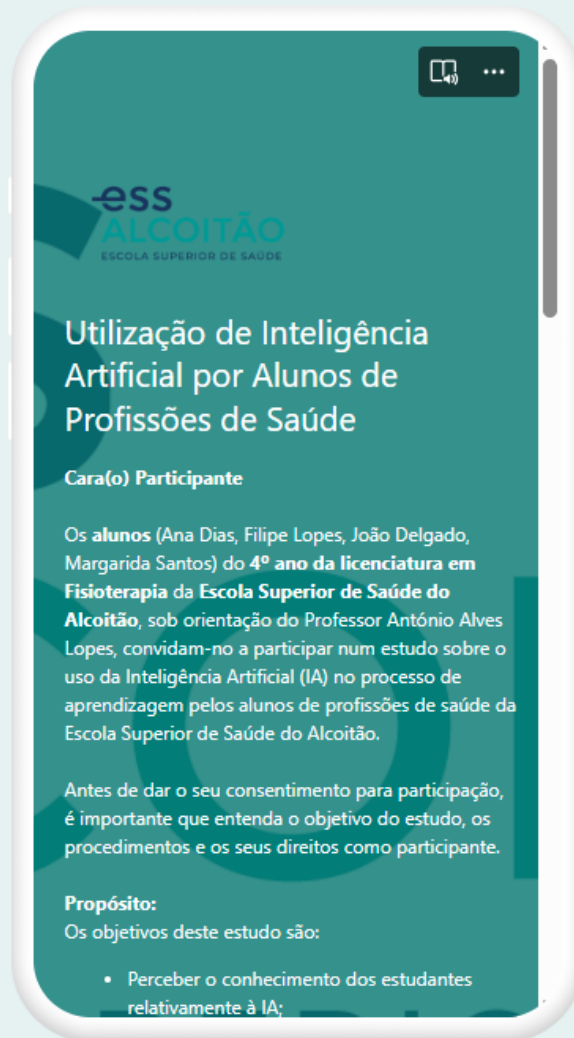 ess
ALCOITÃO
ESCOLA SUPERIOR DE SAÚDE
Utilização de Inteligência
Artificial por Alunos de
Profissões de Saúde
Cara(o) Participante
Os alunos (Ana Dias, Filipe Lopes, João Delgado,
Margarida Santos) do 4º ano da licenciatura em
Fisioterapia da Escola Superior de Saúde do
Alcoitão, sob orientação do Professor António Alves
Lopes, convidam-no a participar num estudo sobre o
uso da Inteligência Artificial (IA) no processo de
aprendizagem pelos alunos de profissões de saúde da
Escola Superior de Saúde do Alcoitão.
Antes de dar o seu consentimento para participação,
é importante que entenda o objetivo do estudo, os
procedimentos e os seus direitos como participante.
Propósito:
Os objetivos deste estudo são:
• Perceber o conhecimento dos estudantes
relativamente à IA;